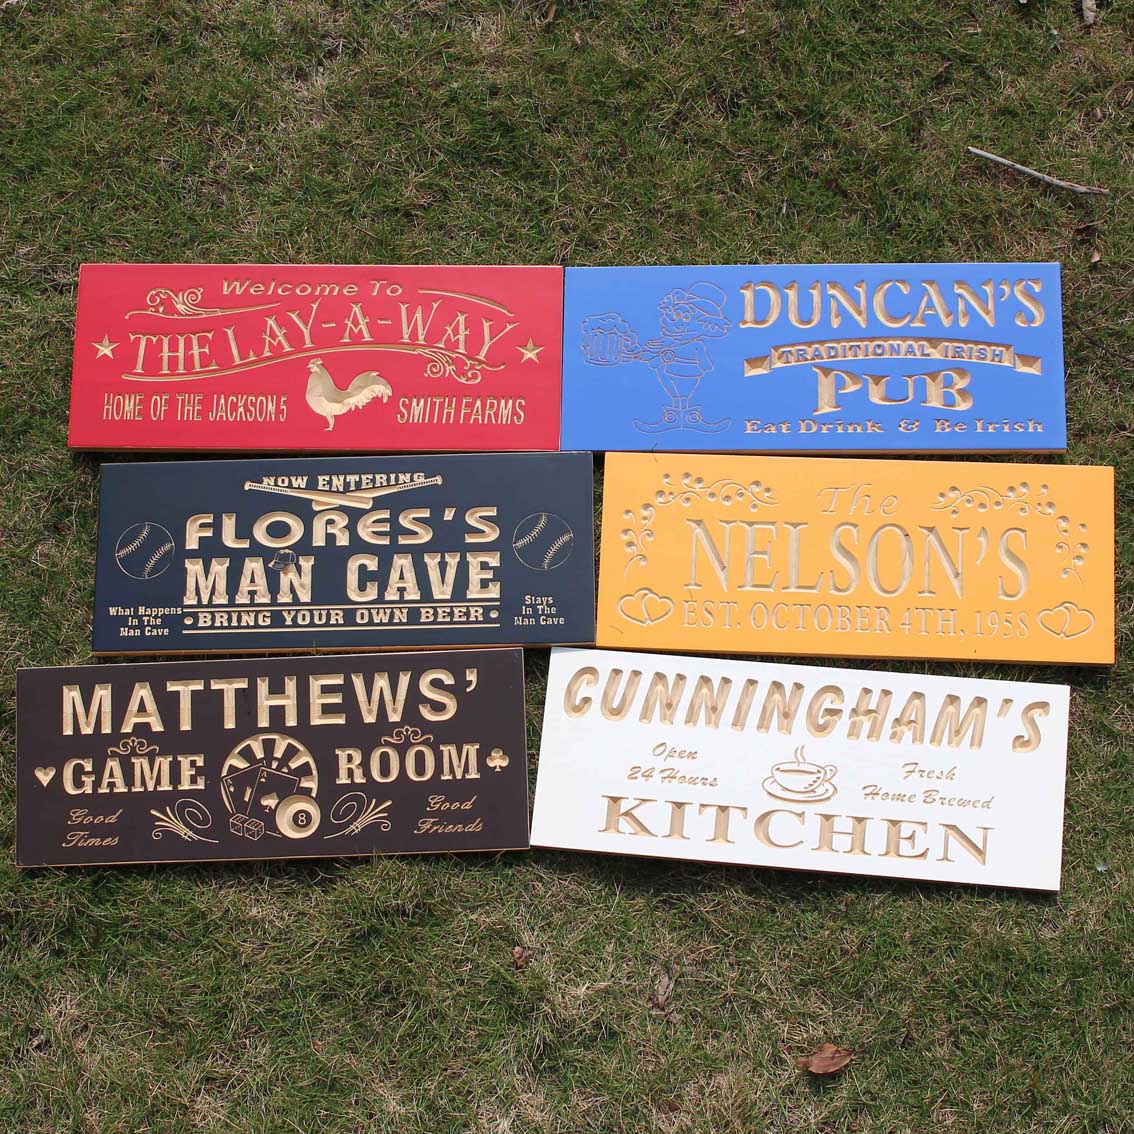 Welcome To
THE LAY-A-WAY
HOME OF THE JACKSON 5
SMITH FARMS
DUNCAN'S
TRADITIONAL IRISH
PUB
Eat Drink & Be Irish
NOW ENTERING
FLORES'S
MAN CAVE
BRING YOUR OWN BEER
What Happens
In The
Man Cave
Stays
In The
Man Cave
The
NELSON'S
EST. OCTOBER 4TH, 1958
MATTHEWS'
GAME ROOM
Good
Times
8
Good
Friends
CUNNINGHAM'S
Open
24 Hours
Fresh
Home Brewed
KITCHEN